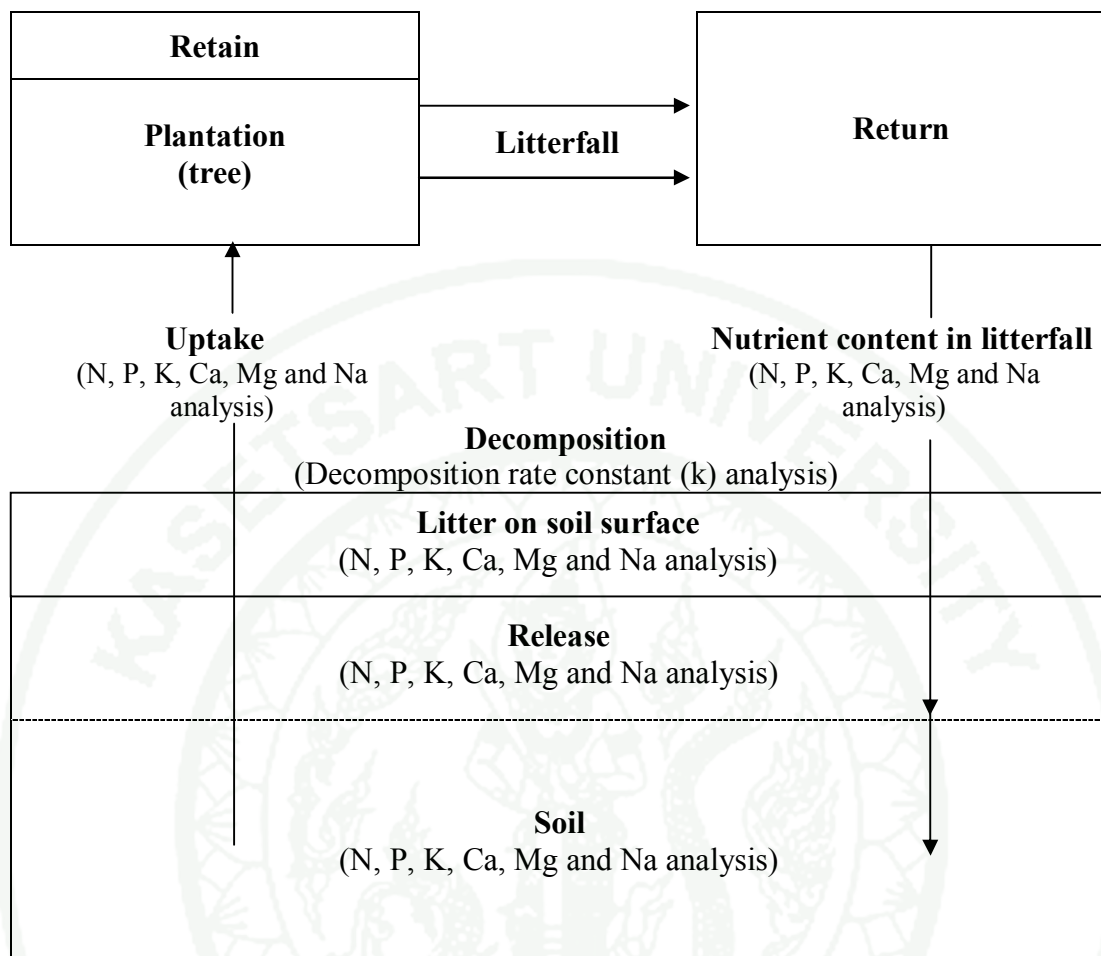 Retain
Plantation
(tree)
Litterfall
Return
Uptake
(N, P, K, Ca, Mg and Na
analysis)
Nutrient content in litterfall
(N, P, K, Ca, Mg and Na
analysis)
Decomposition
(Decomposition rate constant (k) analysis)
Litter on soil surface
(N, P, K, Ca, Mg and Na analysis)
Release
(N, P, K, Ca, Mg and Na analysis)
Soil
(N, P, K, Ca, Mg and Na analysis)
KASETSART UNIVERSITY